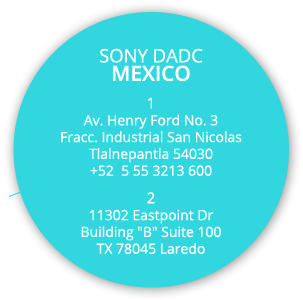 SONY DADC
MEXICO
1
Av. Henry Ford No. 3
Fracc. Industrial San Nicolas
Tlalnepantla 54030
+52  5 55 3213 600
2
11302 Eastpoint Dr
Building "B" Suite 100
TX 78045 Laredo